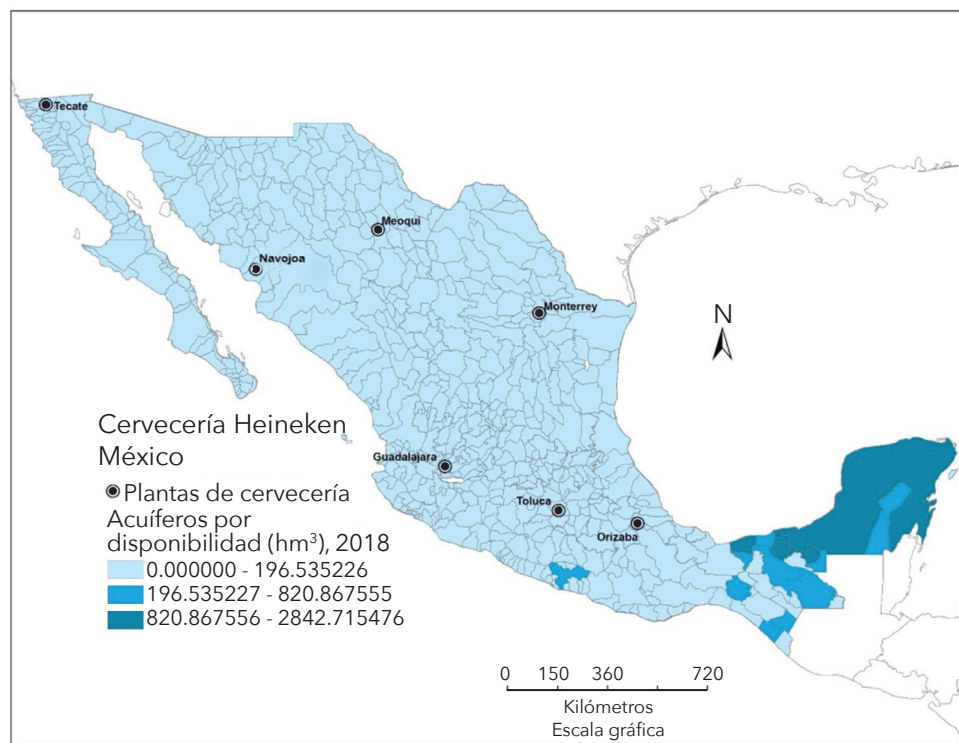 Tecate
Meoqui
Navojoa
Monterrey
N
Cervecería Heineken
México
Guadalajara
Plantas de cervecería
Toluca
Acuíferos por
Orizaba
disponibilidad (hm³), 2018
0.000000 - 196.535226
196.535227 - 820.867555
820.867556 - 2842.715476
0 150 360 720
Kilómetros
Escala gráfica